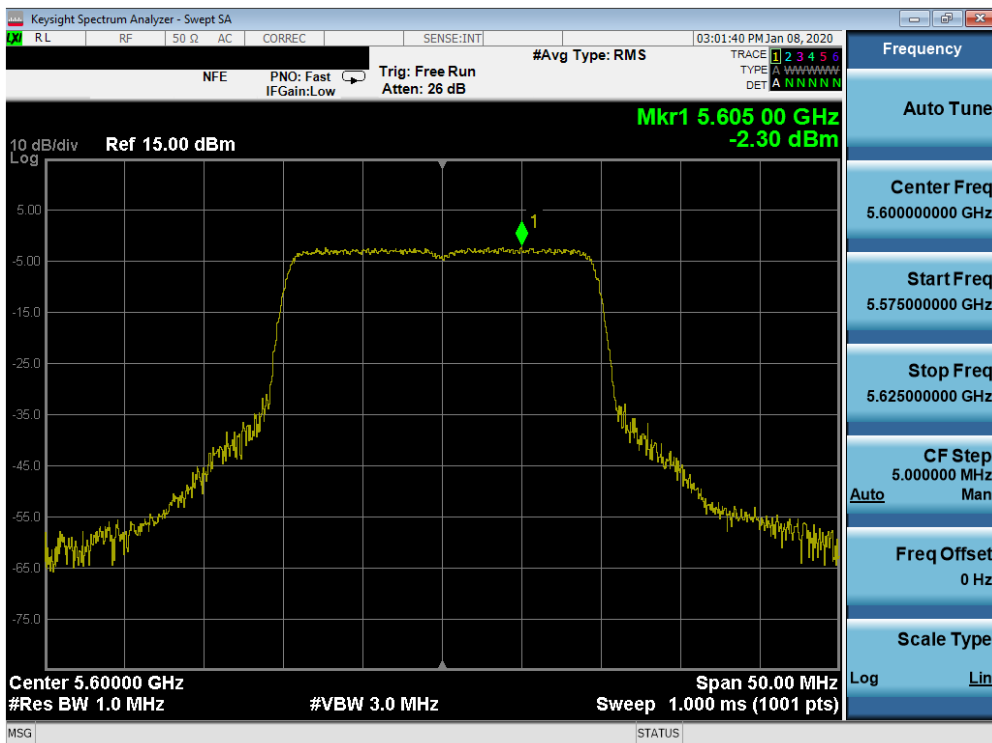 Keysight Spectrum Analyzer - Swept SA
LXI RL RF 50 Ω AC CORREC SENSE:INT 03:01:40 PM Jan 08, 2020
NFE PNO: Fast IFGain:Low Trig: Free Run Atten: 26 dB #Avg Type: RMS
TRACE 1 2 3 4 5 6
TYPE A WWWWW
DET A N N N N N
Mkr1 5.605 00 GHz
-2.30 dBm
10 dB/div Ref 15.00 dBm
Log
5.00
-5.00
-15.0
-25.0
-35.0
-45.0
-55.0
-65.0
-75.0
1
Center 5.60000 GHz Span 50.00 MHz
#Res BW 1.0 MHz #VBW 3.0 MHz Sweep 1.000 ms (1001 pts)
MSG STATUS
Frequency
Auto Tune
Center Freq
5.600000000 GHz
Start Freq
5.575000000 GHz
Stop Freq
5.625000000 GHz
CF Step
5.000000 MHz
Auto Man
Freq Offset
0 Hz
Scale Type
Log Lin